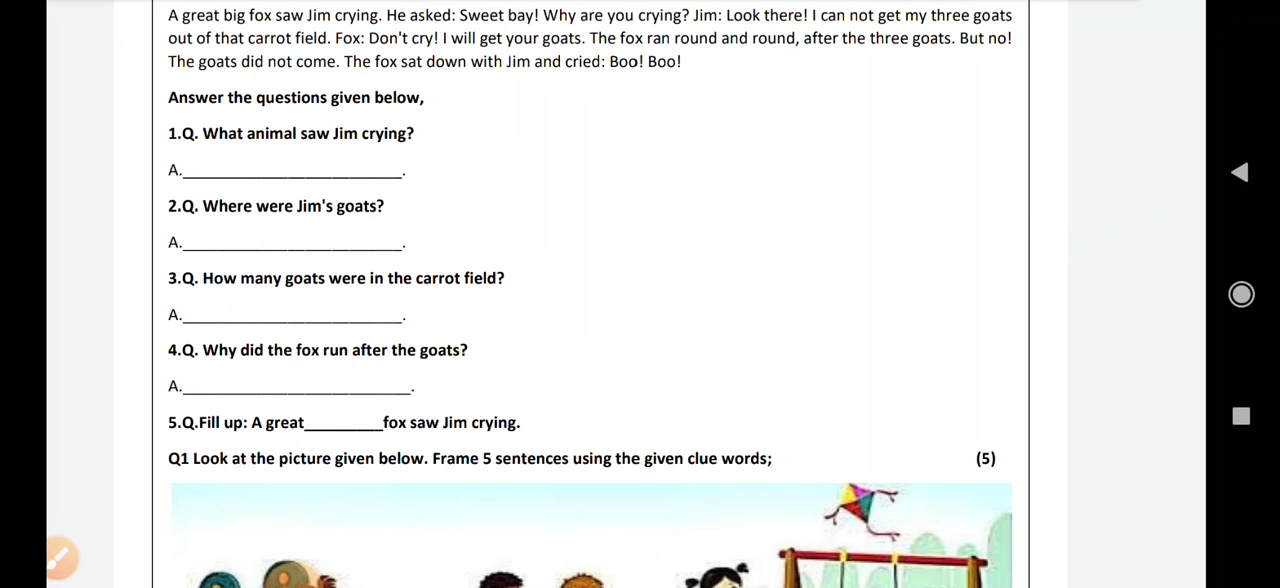 A great big fox saw Jim crying. He asked: Sweet bay! Why are you crying? Jim: Look there! I can not get my three goats
out of that carrot field. Fox: Don't cry! I will get your goats. The fox ran round and round, after the three goats. But no!
The goats did not come. The fox sat down with Jim and cried: Boo! Boo!
Answer the questions given below,
1.Q. What animal saw Jim crying?
A.________________________.
2.Q. Where were Jim's goats?
A.________________________.
3.Q. How many goats were in the carrot field?
A.________________________.
4.Q. Why did the fox run after the goats?
A._________________________.
5.Q.Fill up: A great________fox saw Jim crying.
Q1 Look at the picture given below. Frame 5 sentences using the given clue words; (5)